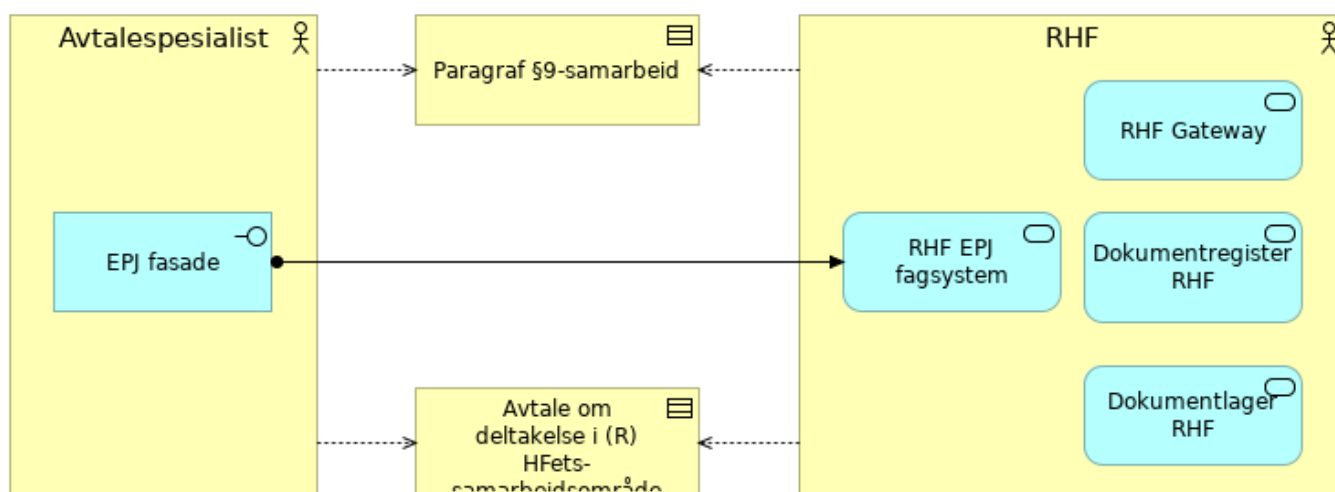 Avtalespesialist
Paragraf §9-samarbeid
RHF
RHF Gateway
EPJ fasade
RHF EPJ
fagsystem
Dokumentregister
RHF
Avtale om
deltakelse i (R)
HFets-
samarbeidsområde
Dokumentlager
RHF